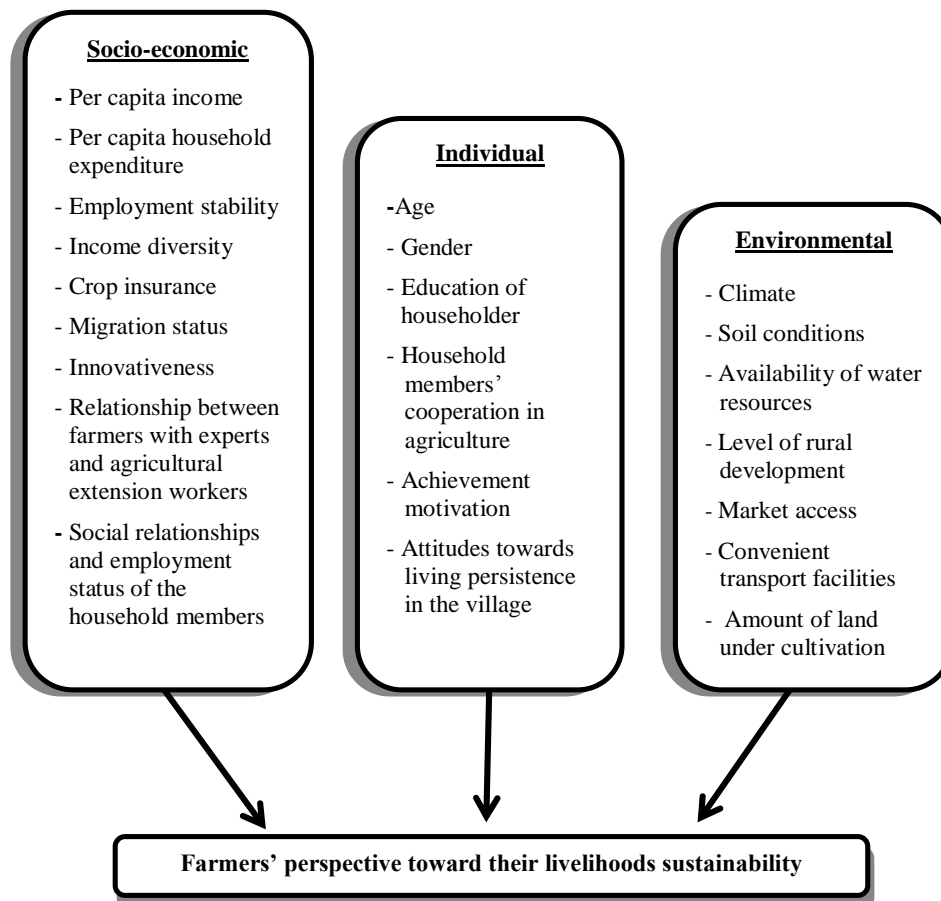 Socio-economic
- Per capita income
- Per capita household
expenditure
- Employment stability
- Income diversity
- Crop insurance
- Migration status
- Innovativeness
- Relationship between
farmers with experts
and agricultural
extension workers
- Social relationships
and employment
status of the
household members
Individual
-Age
- Gender
- Education of
householder
- Household
members’
cooperation in
agriculture
- Achievement
motivation
- Attitudes towards
living persistence
in the village
Environmental
- Climate
- Soil conditions
- Availability of water
resources
- Level of rural
development
- Market access
- Convenient
transport facilities
- Amount of land
under cultivation
Farmers’ perspective toward their livelihoods sustainability